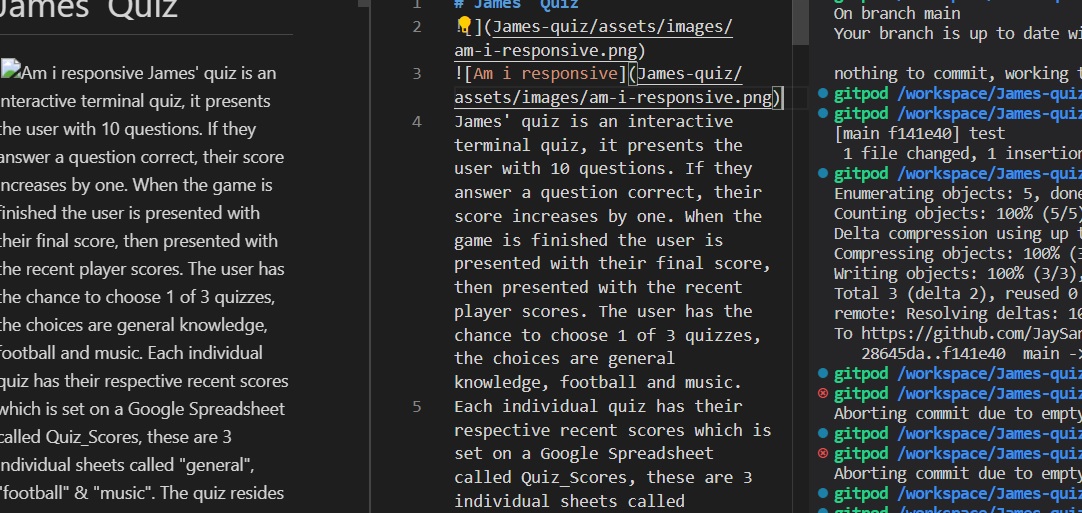 James' Quiz
Am i responsive James' quiz is an
interactive terminal quiz, it presents
the user with 10 questions. If they
answer a question correct, their score
increases by one. When the game is
finished the user is presented with
their final score, then presented with
the recent player scores. The user has
the chance to choose 1 of 3 quizzes,
the choices are general knowledge,
football and music. Each individual
quiz has their respective recent scores
which is set on a Google Spreadsheet
called Quiz_Scores, these are 3
individual sheets called "general",
"football" & "music". The quiz resides
1 # James' Quiz
2 ](James-quiz/assets/images/
am-i-responsive.png)
3 ![Am i responsive](James-quiz/
assets/images/am-i-responsive.png)
4 James' quiz is an interactive
terminal quiz, it presents the
user with 10 questions. If they
answer a question correct, their
score increases by one. When the
game is finished the user is
presented with their final score,
then presented with the recent
player scores. The user has the
chance to choose 1 of 3 quizzes,
the choices are general
knowledge, football and music.
5 Each individual quiz has their
respective recent scores which is
set on a Google Spreadsheet
called Quiz_Scores, these are 3
individual sheets called
On branch main
Your branch is up to date
nothing to commit, working
gitpod /workspace/James-quiz
gitpod /workspace/James-quiz
[main f141e40] test
1 file changed, 1 insertion
gitpod /workspace/James-quiz
Enumerating objects: 5, done
Counting objects: 100% (5/5)
Delta compression using up
Compressing objects: 100%
Writing objects: 100% (3/3),
Total 3 (delta 2), reused 0
remote: Resolving deltas:
To https://github.com/JaySan
28645da..f141e40 main ->
gitpod /workspace/James-quiz
gitpod /workspace/James-quiz
Aborting commit due to empty
gitpod /workspace/James-quiz
gitpod /workspace/James-quiz
Aborting commit due to empty
gitpod /workspace/James-quiz